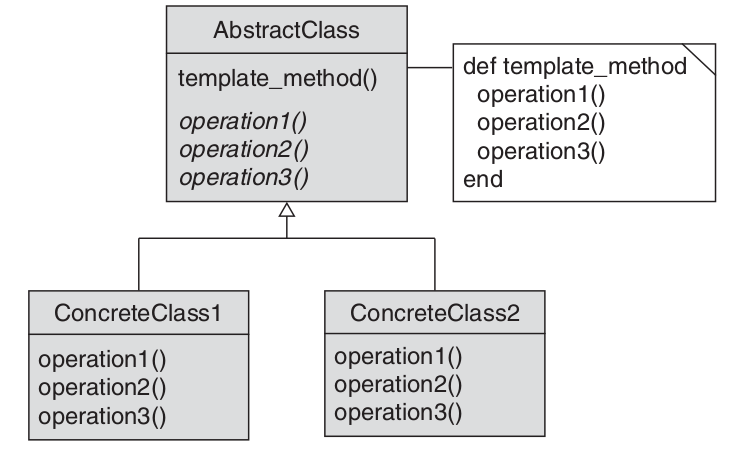 AbstractClass
template_method()
operation1()
operation2()
operation3()
def template_method
operation1()
operation2()
operation3()
end
ConcreteClass1
operation1()
operation2()
operation3()
ConcreteClass2
operation1()
operation2()
operation3()